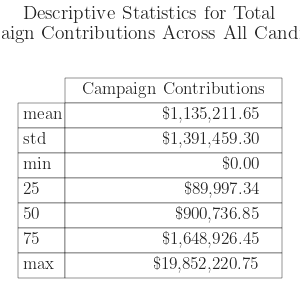 Descriptive Statistics for Total
aign Contributions Across All Cand
Campaign Contributions
mean $1,135,211.65
std $1,391,459.30
min $0.00
25 $89,997.34
50 $900,736.85
75 $1,648,926.45
max $19,852,220.75